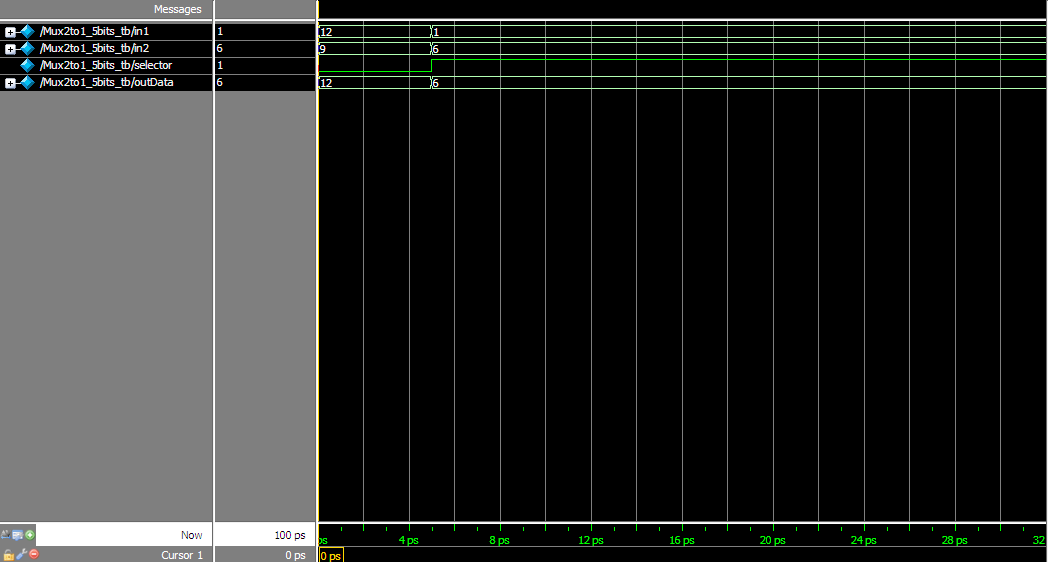 Messages
/Mux2to1_5bits_tb/in1 1 12 1
/Mux2to1_5bits_tb/in2 6 9 6
/Mux2to1_5bits_tb/selector 1
/Mux2to1_5bits_tb/outData 6 12 6
Now 100 ps ps 4 ps 8 ps 12 ps 16 ps 20 ps 24 ps 28 ps 32
Cursor 1 0 ps 0 ps